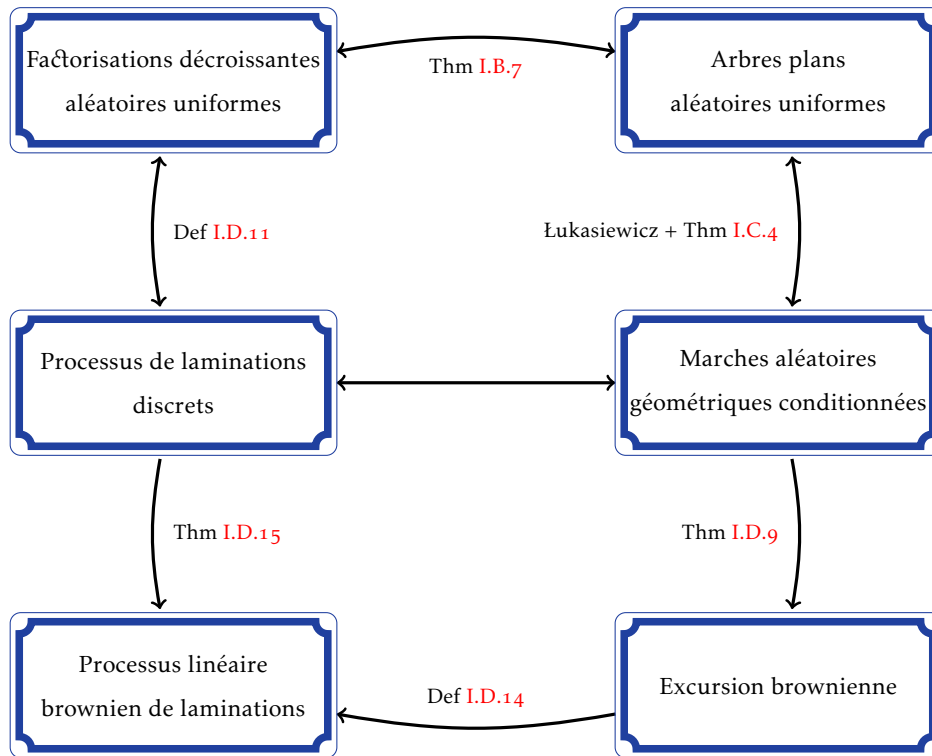 Factorisations décroissantes
aléatoires uniformes
Thm I.B.7
Arbres plans
aléatoires uniformes
Def I.D.11
Łukasiewicz + Thm I.C.4
Processus de laminations
discrets
Marches aléatoires
géométriques conditionnées
Thm I.D.15
Thm I.D.9
Processus linéaire
brownien de laminations
Def I.D.14
Excursion brownienne